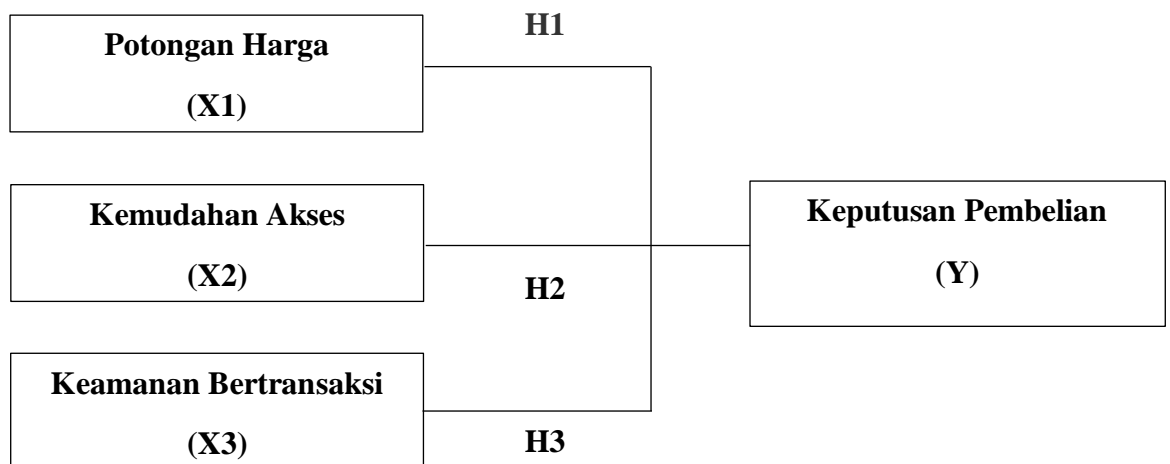 H1
Potongan Harga
(X1)
Kemudahan Akses
(X2)
H2
Keputusan Pembelian
(Y)
Keamanan Bertransaksi
(X3)
H3